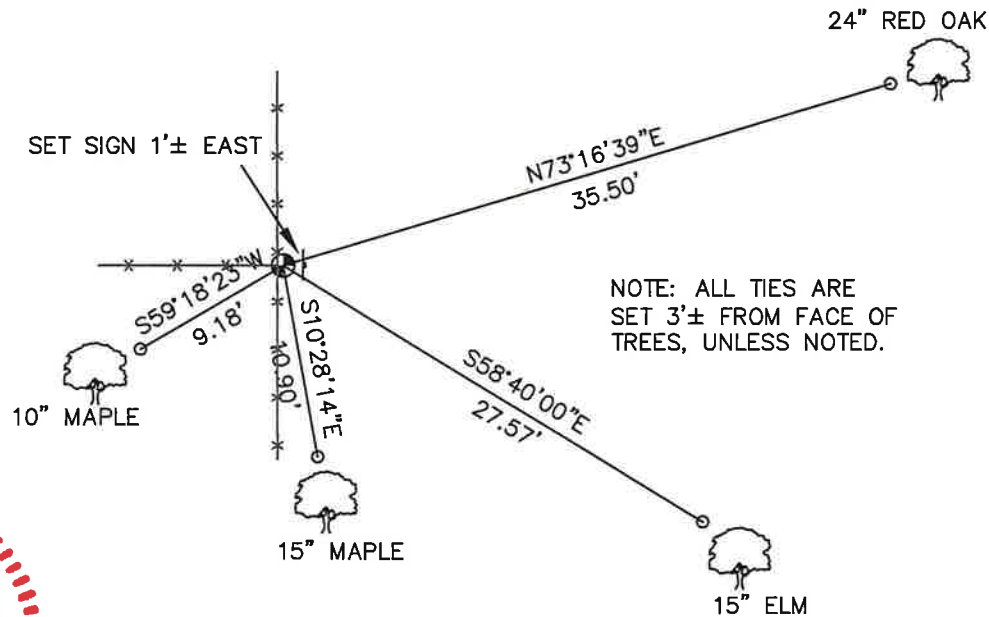 24" RED OAK
SET SIGN 1'± EAST
N73°16'39"E
35.50'
S59°18'23"W
9.18'
S10°28'14"E
10.90'
NOTE: ALL TIES ARE
SET 3'± FROM FACE OF
TREES, UNLESS NOTED.
S58°40'00"E
27.57'
10" MAPLE
15" MAPLE
15" ELM